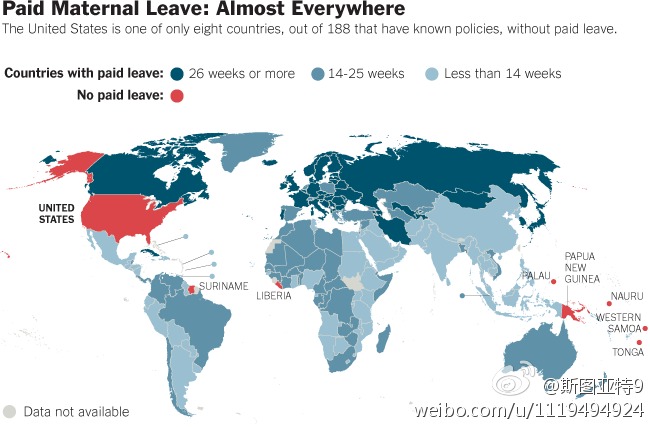 Paid Maternal Leave: Almost Everywhere
The United States is one of only eight countries, out of 188 that have known policies, without paid leave.
Countries with paid leave: 26 weeks or more 14-25 weeks Less than 14 weeks
No paid leave:
UNITED
STATES
SURINAME
LIBERIA
PALAU
PAPUA
NEW
GUINEA
NAURU
WESTERN
SAMOA
TONGA
Data not available
@斯图亚特9
weibo.com/u/1119494924